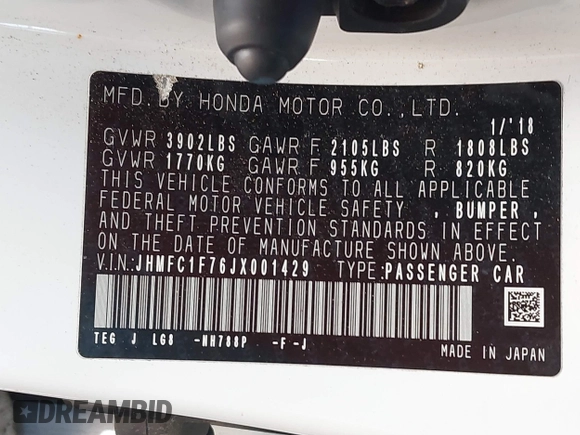 MFD. BY HONDA MOTOR CO., LTD.
1/'18
GVWR 3902LBS GAWR F 2105LBS R 1808LBS
GVWR 1770KG GAWR F 955KG R 820KG
THIS VEHICLE CONFORMS TO ALL APPLICABLE
FEDERAL MOTOR VEHICLE SAFETY , BUMPER ,
AND THEFT PREVENTION STANDARDS IN EFFECT
ON THE DATE OF MANUFACTURE SHOWN ABOVE.
V.I.N.: JHMFC1F76JX001429 TYPE: PASSENGER CAR
TEG J LG8 -NH788P -F-J
MADE IN JAPAN
DREAMBID